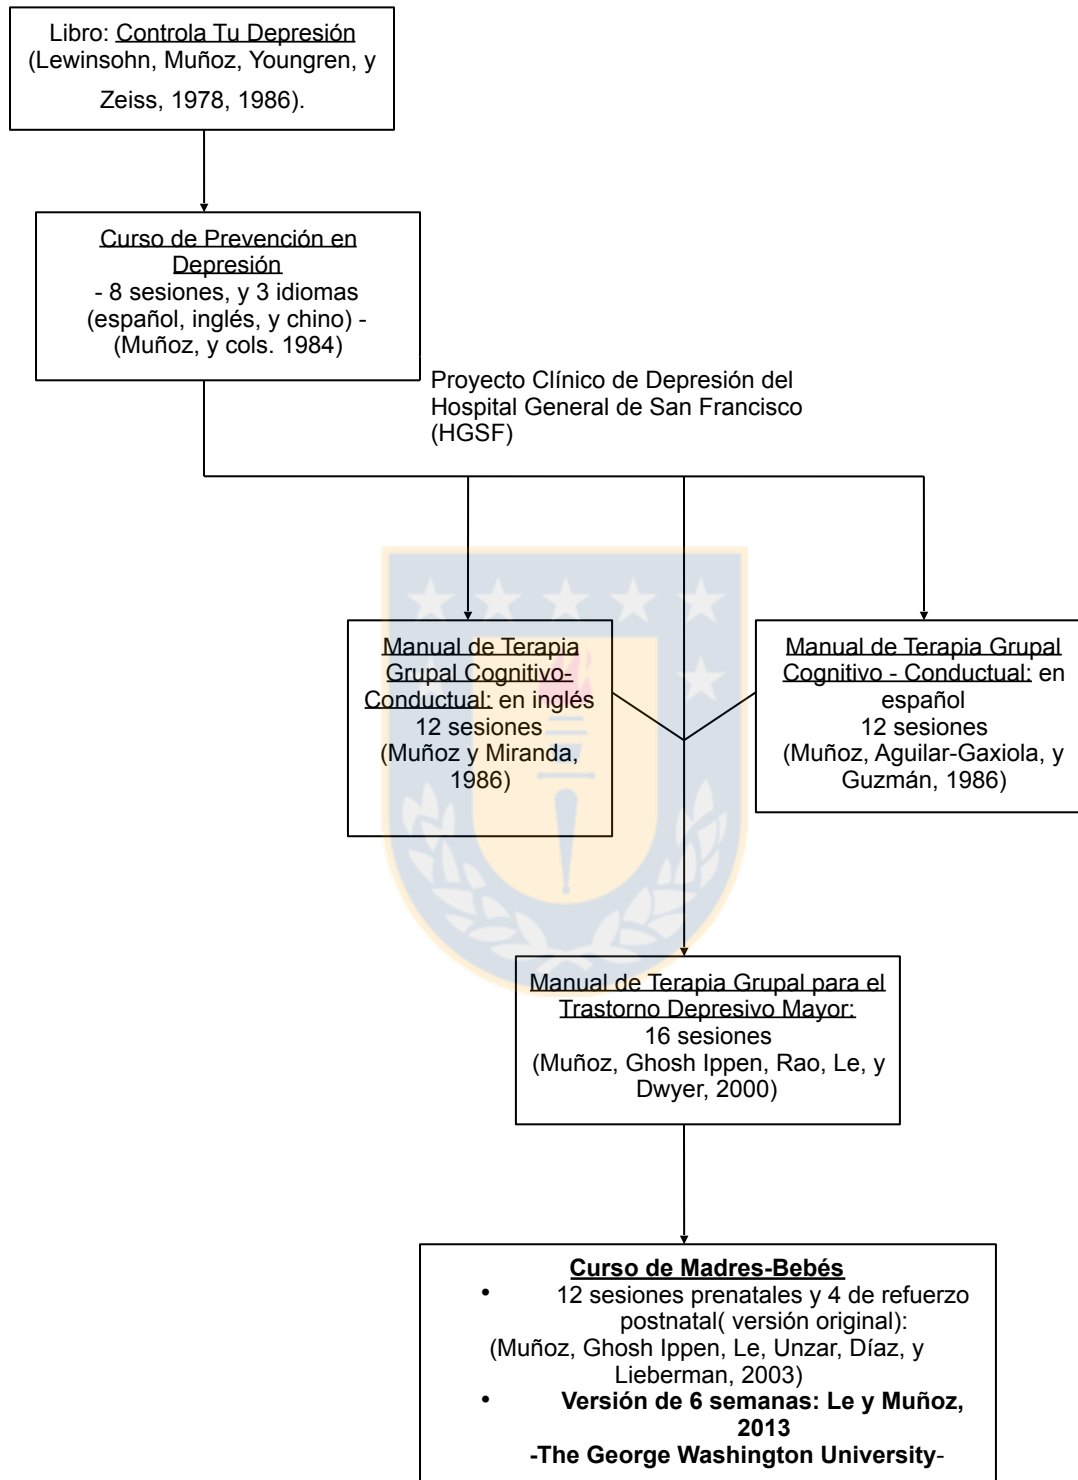 Libro: Controla Tu Depresión
(Lewinsohn, Muñoz, Youngren, y
Zeiss, 1978, 1986).
Curso de Prevención en
Depresión
- 8 sesiones, y 3 idiomas
(español, inglés, y chino) -
(Muñoz, y cols. 1984)
Proyecto Clínico de Depresión del
Hospital General de San Francisco
(HGSF)
Manual de Terapia
Grupal Cognitivo-
Conductual: en inglés
12 sesiones
(Muñoz y Miranda,
1986)
Manual de Terapia Grupal
Cognitivo - Conductual: en
español
12 sesiones
(Muñoz, Aguilar-Gaxiola, y
Guzmán, 1986)
Manual de Terapia Grupal para el
Trastorno Depresivo Mayor:
16 sesiones
(Muñoz, Ghosh Ippen, Rao, Le, y
Dwyer, 2000)
Curso de Madres-Bebés
• 12 sesiones prenatales y 4 de refuerzo
postnatal( versión original):
(Muñoz, Ghosh Ippen, Le, Unzar, Díaz, y
Lieberman, 2003)
• Versión de 6 semanas: Le y Muñoz,
2013
-The George Washington University-